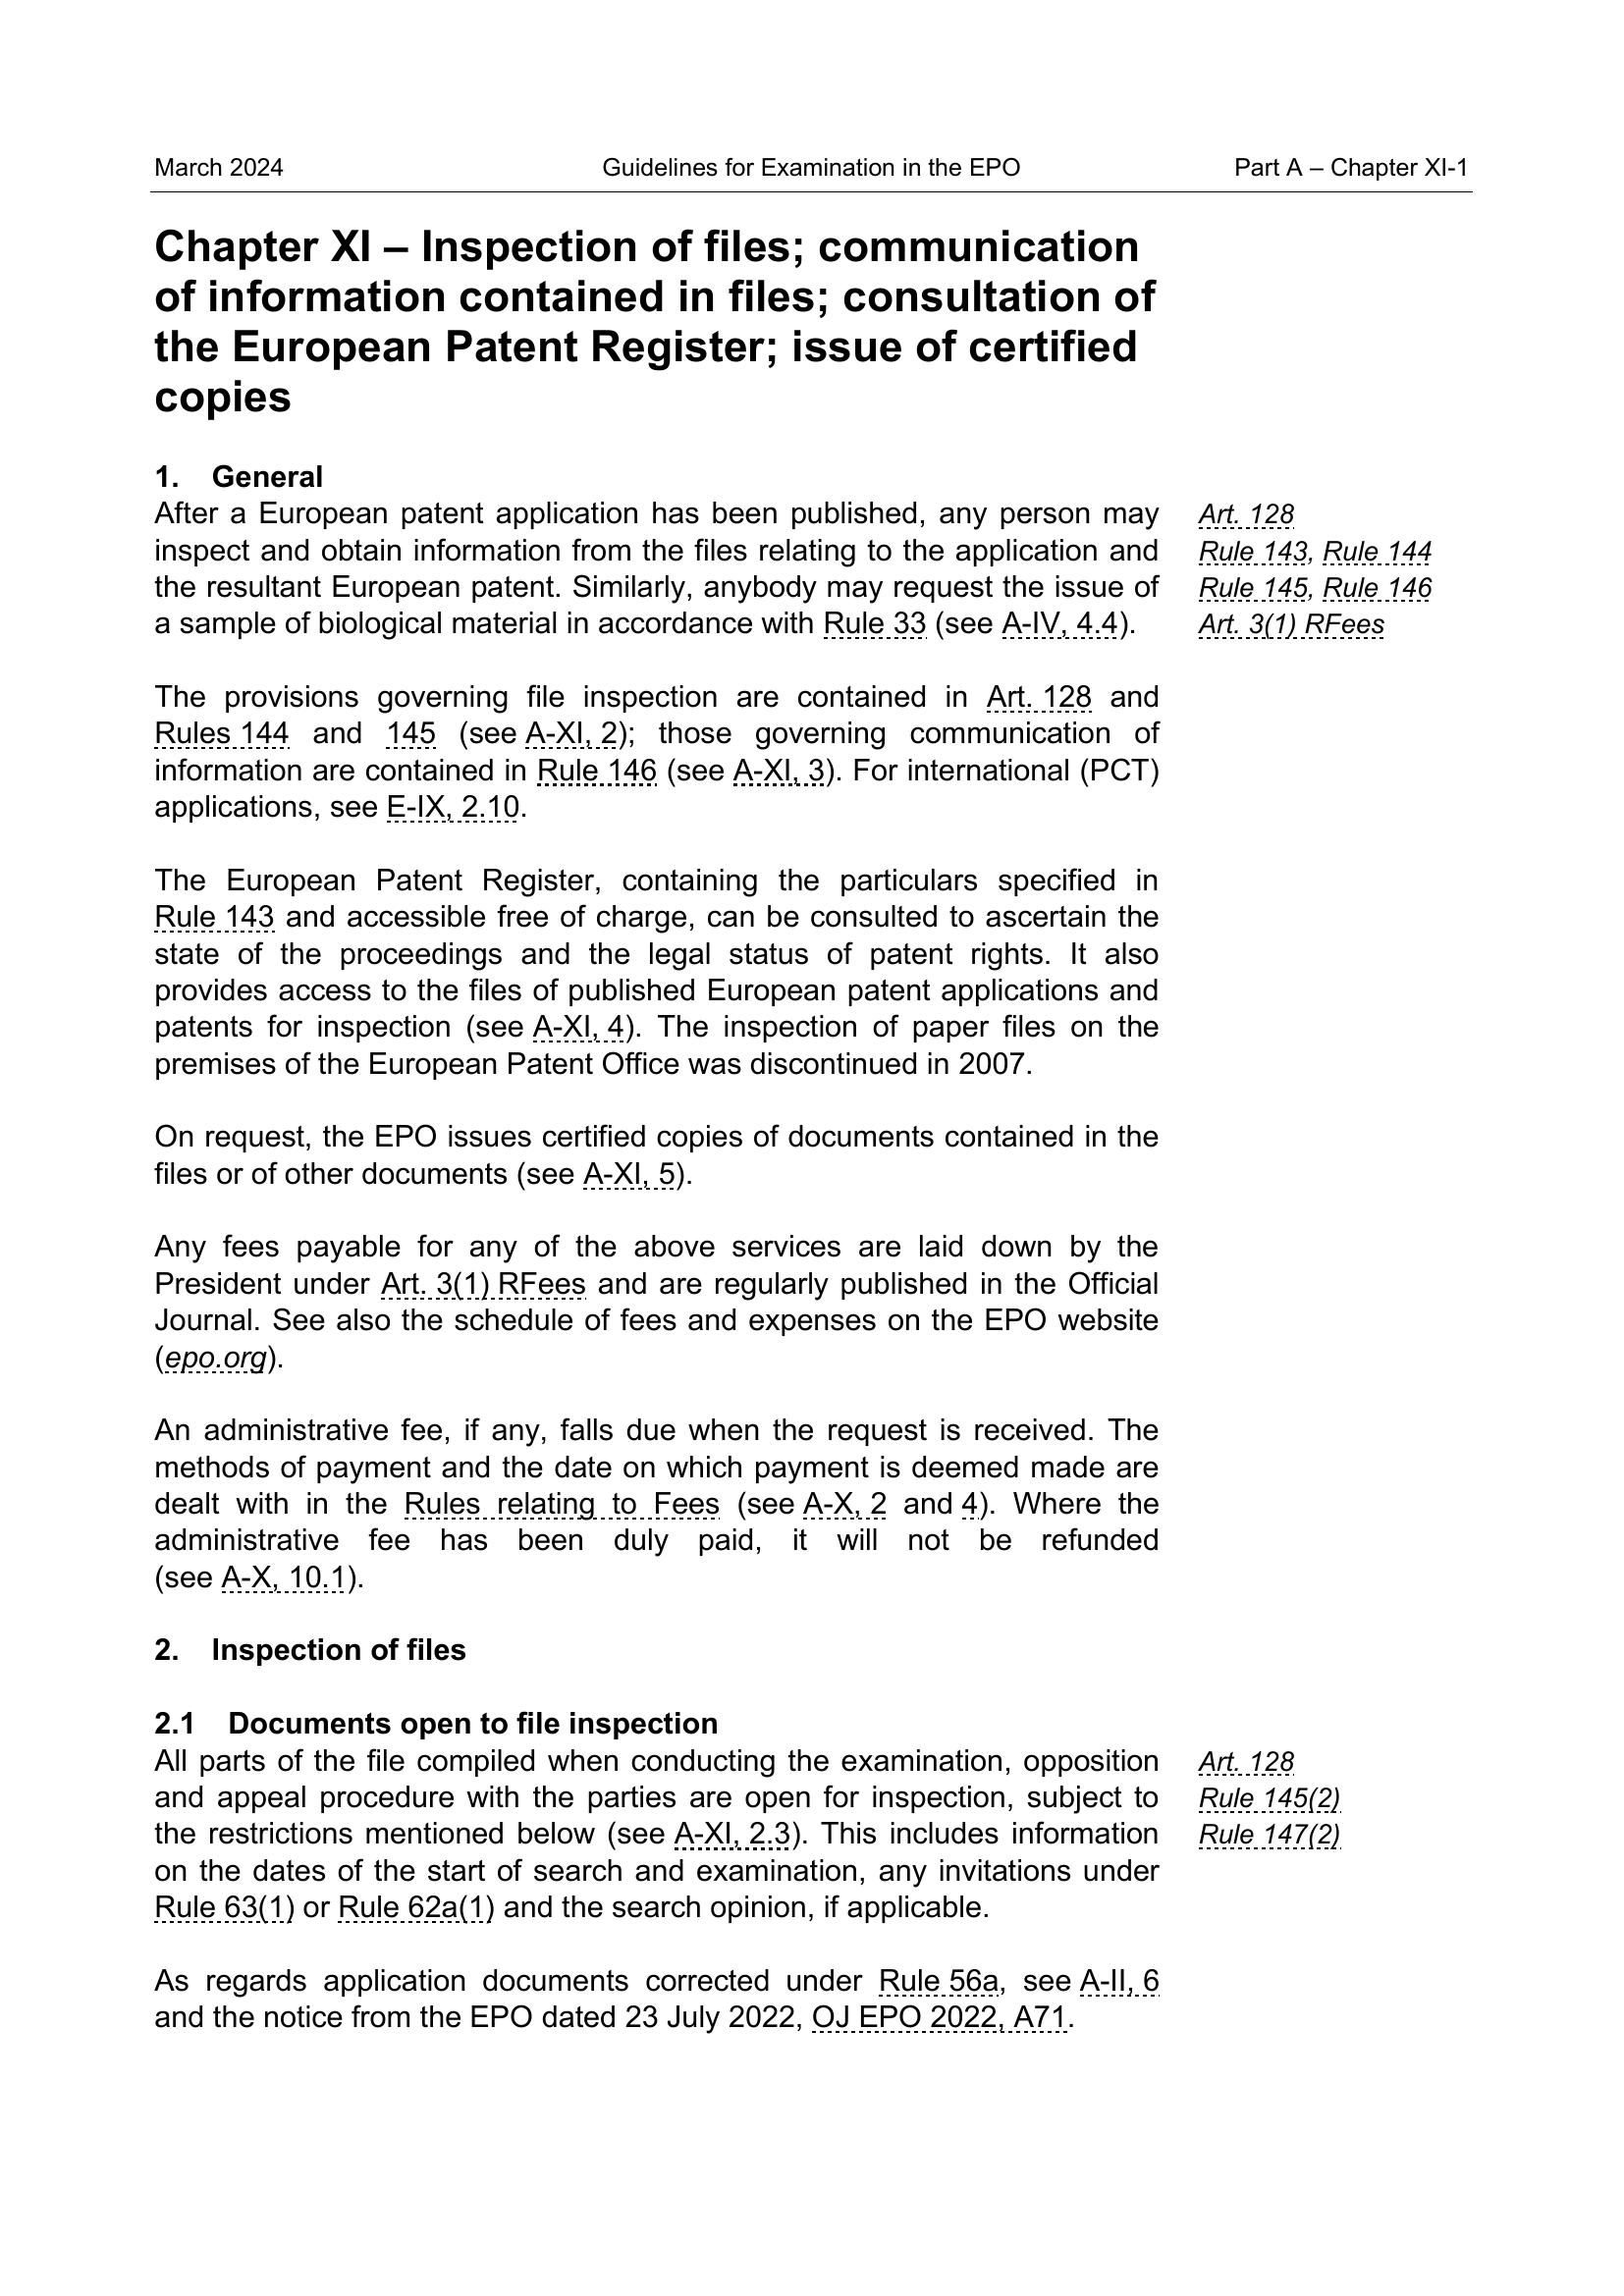 March 2024
Guidelines for Examination in the EPO
Part A – Chapter XI-1
Chapter XI – Inspection of files; communication
of information contained in files; consultation of
the European Patent Register; issue of certified
copies
1. General
After a European patent application has been published, any person may
inspect and obtain information from the files relating to the application and
the resultant European patent. Similarly, anybody may request the issue of
a sample of biological material in accordance with Rule 33 (see A-IV, 4.4).
Art. 128
Rule 143, Rule 144
Rule 145, Rule 146
Art. 3(1) RFees
The provisions governing file inspection are contained in Art. 128 and
Rules 144 and 145 (see A-XI, 2); those governing communication of
information are contained in Rule 146 (see A-XI, 3). For international (PCT)
applications, see E-IX, 2.10.
The European Patent Register, containing the particulars specified in
Rule 143 and accessible free of charge, can be consulted to ascertain the
state of the proceedings and the legal status of patent rights. It also
provides access to the files of published European patent applications and
patents for inspection (see A-XI, 4). The inspection of paper files on the
premises of the European Patent Office was discontinued in 2007.
On request, the EPO issues certified copies of documents contained in the
files or of other documents (see A-XI, 5).
Any fees payable for any of the above services are laid down by the
President under Art. 3(1) RFees and are regularly published in the Official
Journal. See also the schedule of fees and expenses on the EPO website
(epo.org).
An administrative fee, if any, falls due when the request is received. The
methods of payment and the date on which payment is deemed made are
dealt with in the Rules relating to Fees (see A-X, 2 and 4). Where the
administrative fee has been duly paid, it will not be refunded
(see A-X, 10.1).
2. Inspection of files
2.1 Documents open to file inspection
All parts of the file compiled when conducting the examination, opposition
and appeal procedure with the parties are open for inspection, subject to
the restrictions mentioned below (see A-XI, 2.3). This includes information
on the dates of the start of search and examination, any invitations under
Rule 63(1) or Rule 62a(1) and the search opinion, if applicable.
Art. 128
Rule 145(2)
Rule 147(2)
As regards application documents corrected under Rule 56a, see A-II, 6
and the notice from the EPO dated 23 July 2022, OJ EPO 2022, A71.